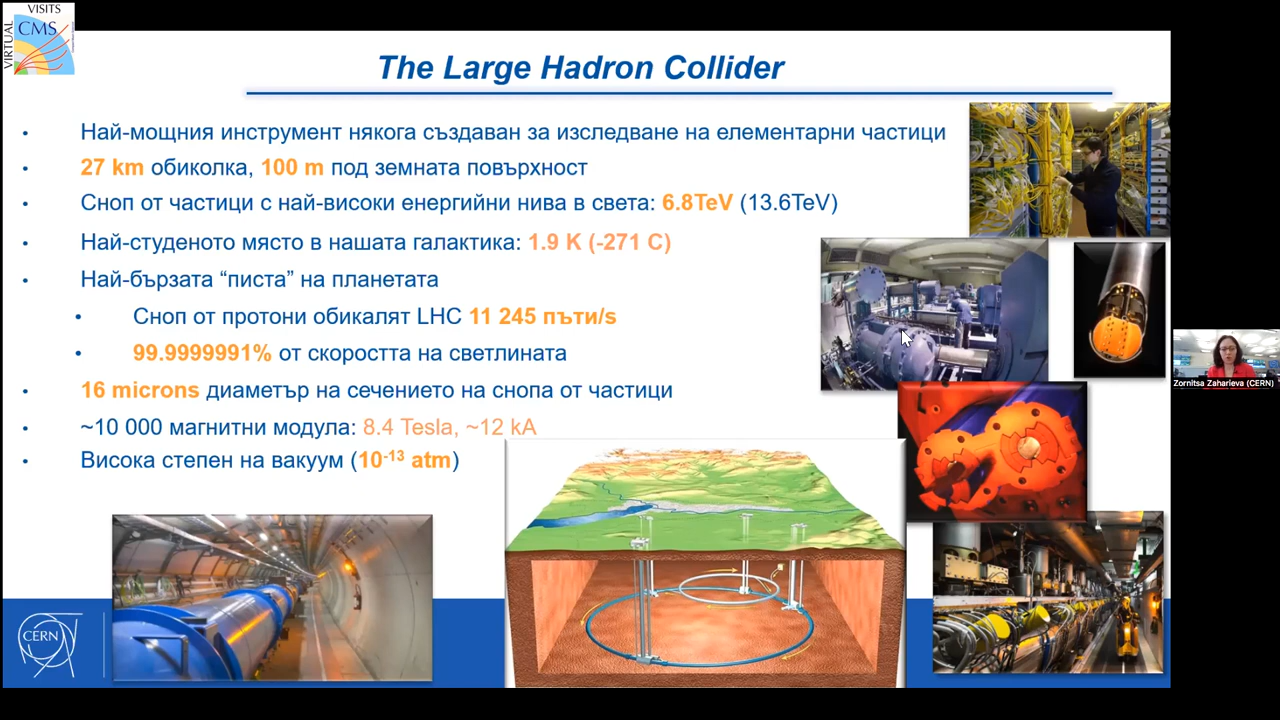 VISITS
VIRTUAL
CMS
The Large Hadron Collider
• Най-мощния инструмент някога създаван за изследване на елементарни частици
• 27 km обиколка, 100 m под земната повърхност
• Сноп от частици с най-високи енергийни нива в света: 6.8TeV (13.6TeV)
• Най-студеното място в нашата галактика: 1.9 K (-271 C)
• Най-бързата “писта” на планетата
• Сноп от протони обикалят LHC 11 245 пъти/s
• 99.9999991% от скоростта на светлината
• 16 microns диаметър на сечението на снопа от частици
• ~10 000 магнитни модула: 8.4 Tesla, ~12 kA
• Висока степен на вакуум (10⁻¹³ atm)
CERN
Zornitsa Zaharieva (CERN)